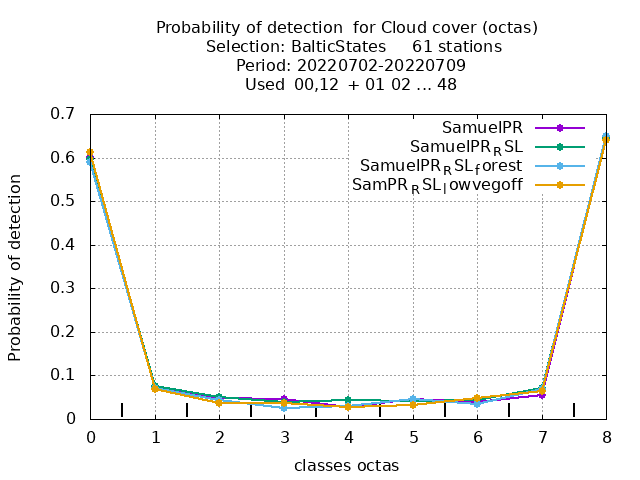 Probability of detection for Cloud cover (octas)
Selection: BalticStates 61 stations
Period: 20220702-20220709
Used 00,12 + 01 02 ... 48
0.7
0.6
0.5
0.4
0.3
0.2
0.1
0
Probability of detection
SamuelPR
SamuelPR_RSL
SamuelPR_RSL_forest
SamPR_RSL_lowvegoff
0 1 2 3 4 5 6 7 8
classes octas